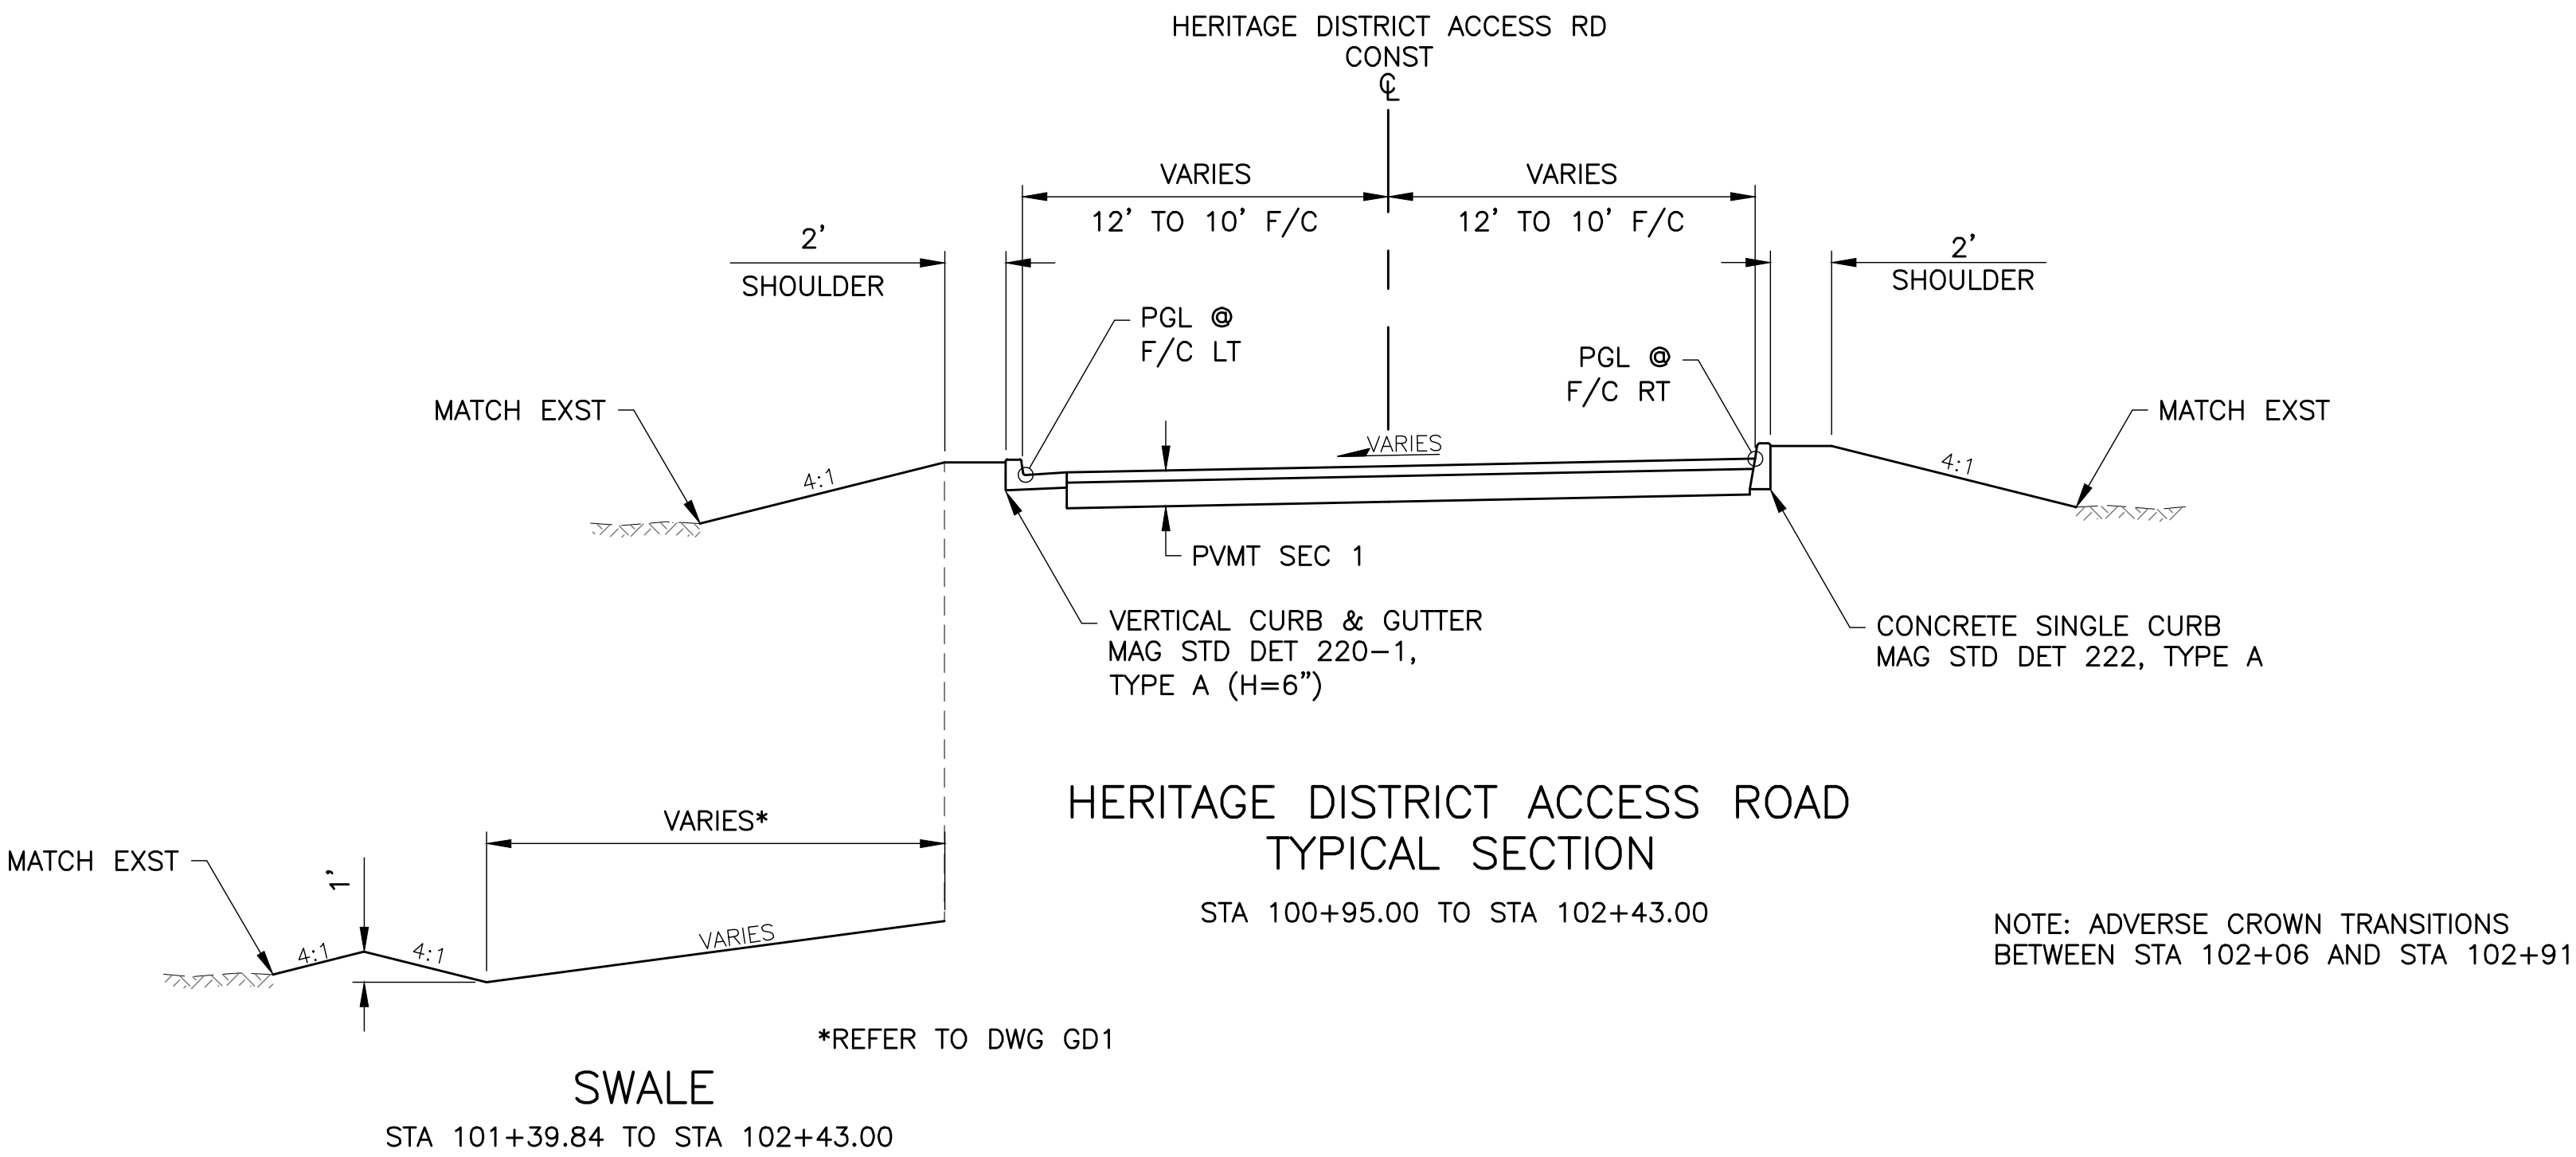 HERITAGE DISTRICT ACCESS RD
CONST
℄
VARIES
12' TO 10' F/C
VARIES
12' TO 10' F/C
2'
SHOULDER
2'
SHOULDER
PGL @
F/C LT
PGL @
F/C RT
MATCH EXST
MATCH EXST
VARIES
4:1
4:1
PVMT SEC 1
VERTICAL CURB & GUTTER
MAG STD DET 220-1,
TYPE A (H=6")
CONCRETE SINGLE CURB
MAG STD DET 222, TYPE A
HERITAGE DISTRICT ACCESS ROAD
TYPICAL SECTION
STA 100+95.00 TO STA 102+43.00
VARIES*
MATCH EXST
1'
4:1
4:1
VARIES
NOTE: ADVERSE CROWN TRANSITIONS
BETWEEN STA 102+06 AND STA 102+91
*REFER TO DWG GD1
SWALE
STA 101+39.84 TO STA 102+43.00